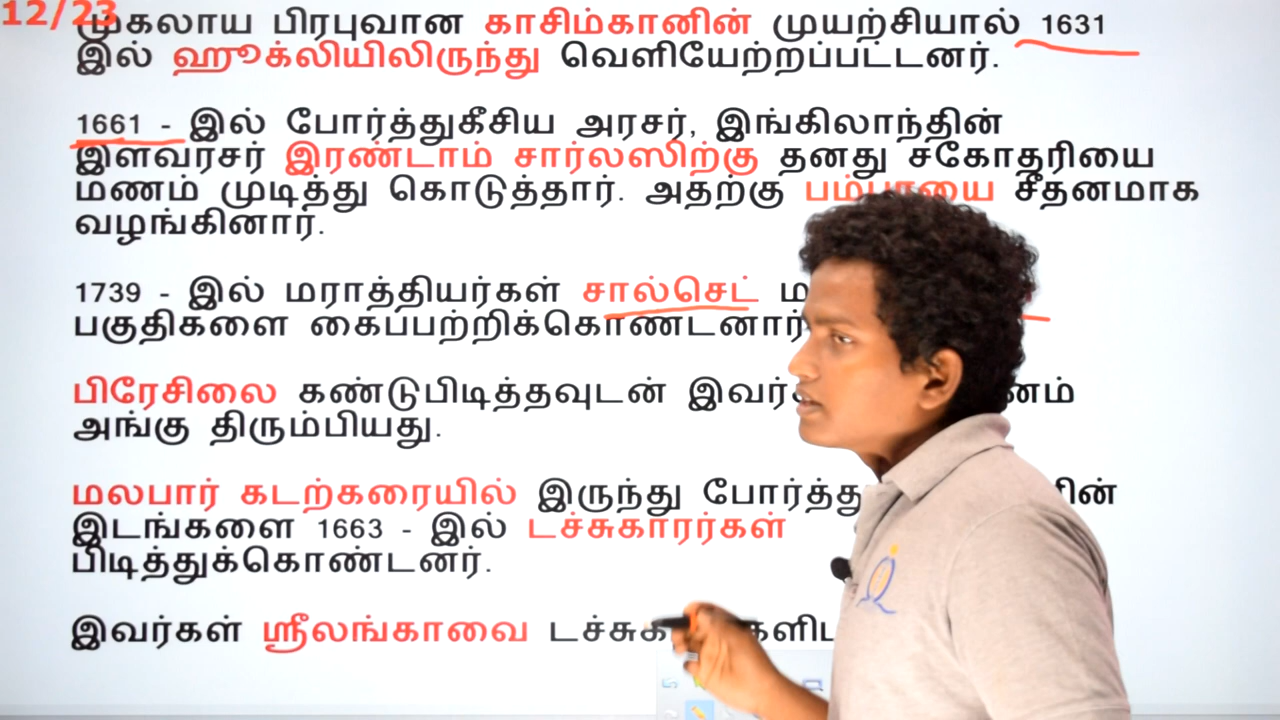 12/23
முகலாய பிரபுவான காசிம்கானின் முயற்சியால் 1631
இல் ஹூக்லியிலிருந்து வெளியேற்றப்பட்டனர்.
1661 - இல் போர்த்துகீசிய அரசர், இங்கிலாந்தின்
இளவரசர் இரண்டாம் சார்லஸிற்கு தனது சகோதரியை
மணம் முடித்து கொடுத்தார். அதற்கு பம்பாயை சீதனமாக
வழங்கினார்.
1739 - இல் மராத்தியர்கள் சால்செட்
பகுதிகளை கைப்பற்றிக்கொண்டனார்
பிரேசிலை கண்டுபிடித்தவுடன்
அங்கு திரும்பியது.
மலபார் கடற்கரையில் இருந்து
இடங்களை 1663 - இல் டச்சுகாரர்கள்
பிடித்துக்கொண்டனர்.
இவர்கள் ஸ்ரீலங்காவை